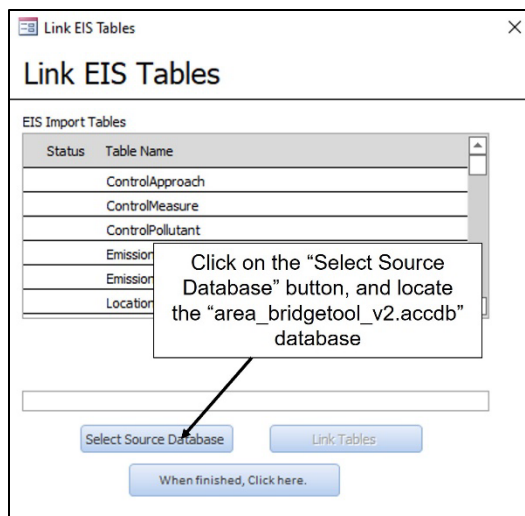 Link EIS Tables
Link EIS Tables
EIS Import Tables
Status Table Name
ControlApproach
ControlMeasure
ControlPollutant
Emission
Emission
Location
Click on the “Select Source
Database” button, and locate
the “area_bridgetool_v2.accdb”
database
Select Source Database Link Tables
When finished, Click here.